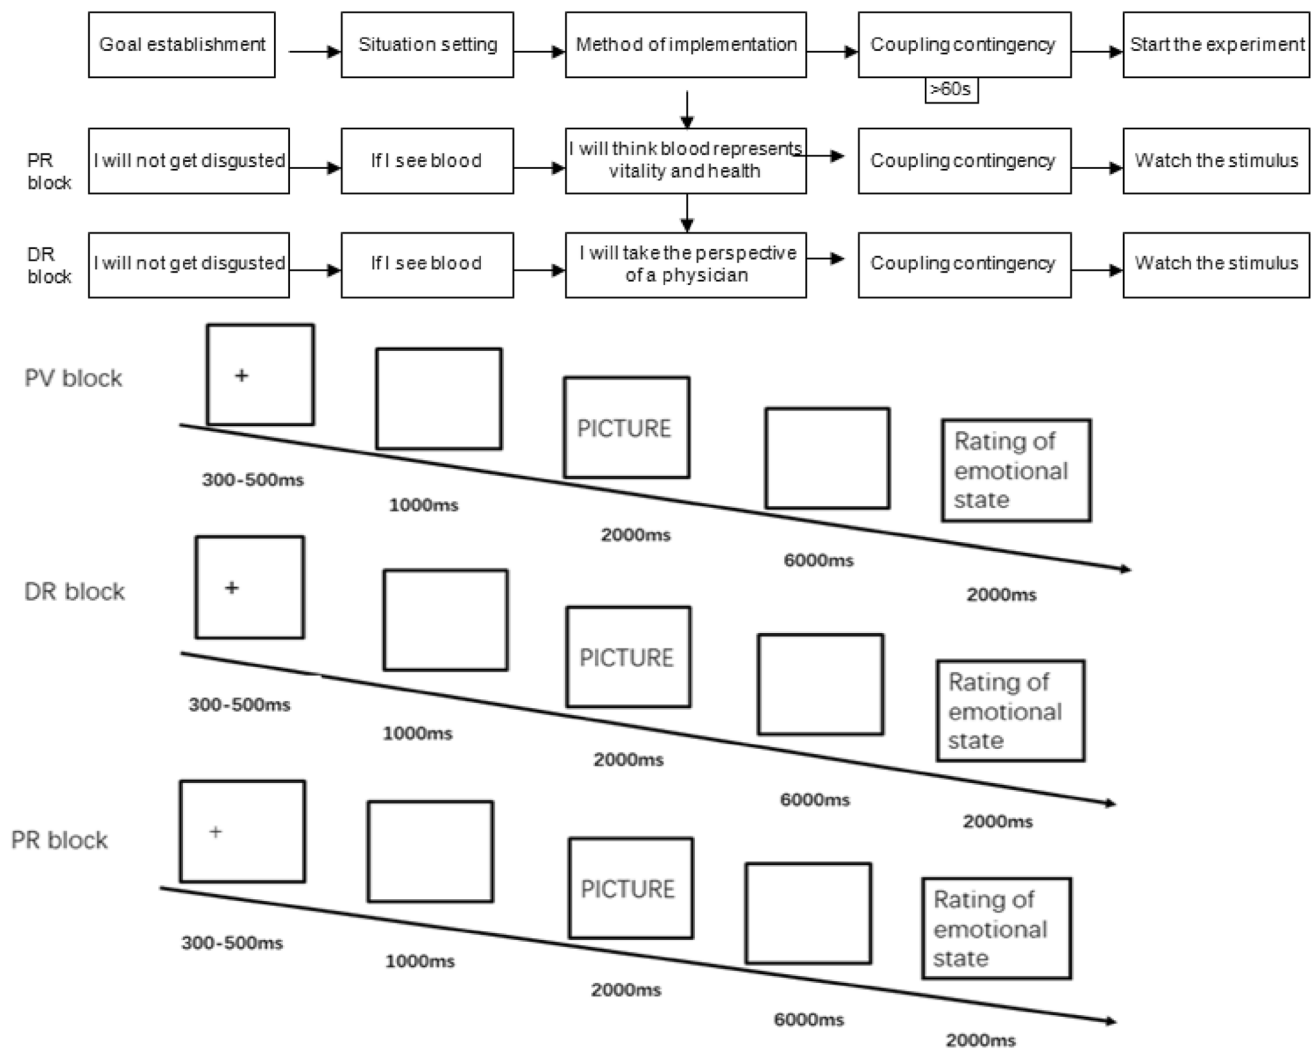 Goal establishment
Situation setting
Method of implementation
Coupling contingency
Start the experiment
>60s
PR
block
I will not get disgusted
If I see blood
I will think blood represents
vitality and health
Coupling contingency
Watch the stimulus
DR
block
I will not get disgusted
If I see blood
I will take the perspective
of a physician
Coupling contingency
Watch the stimulus
PV block
+
PICTURE
Rating of
emotional
state
300-500ms
1000ms
2000ms
6000ms
2000ms
DR block
+
PICTURE
Rating of
emotional
state
300-500ms
1000ms
2000ms
6000ms
2000ms
PR block
+
PICTURE
Rating of
emotional
state
300-500ms
1000ms
2000ms
6000ms
2000ms